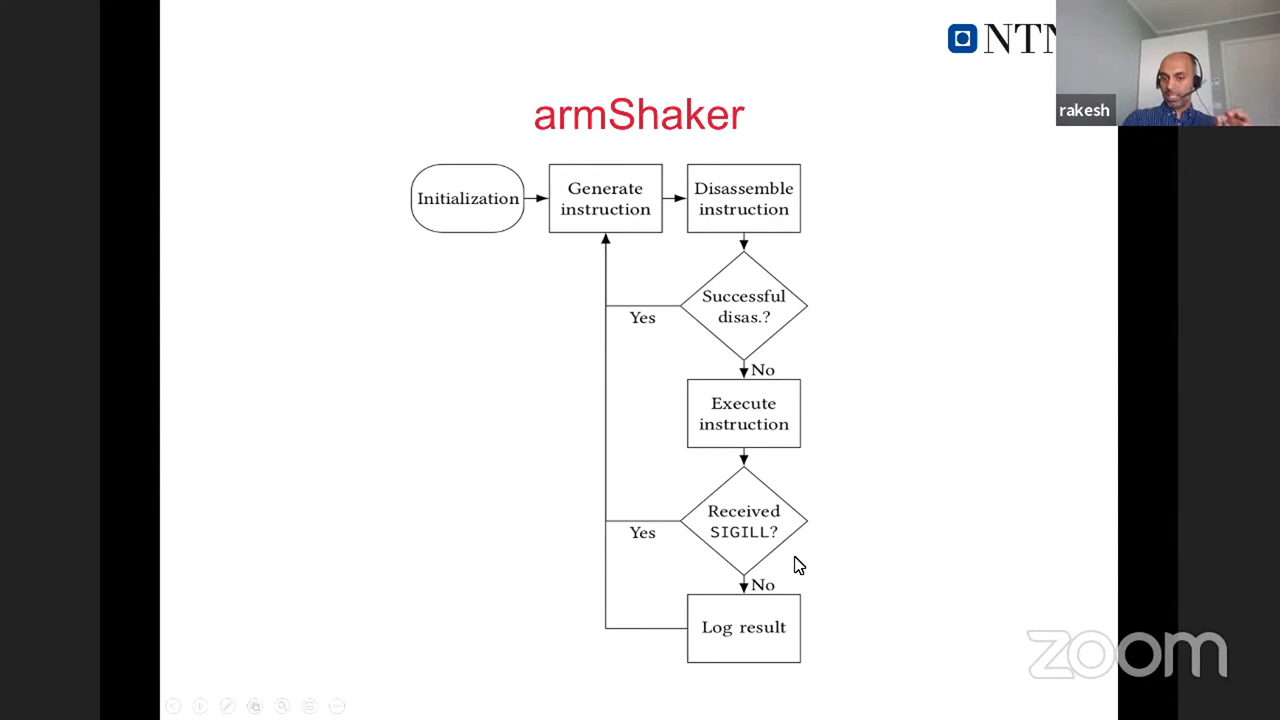 NTN
rakesh
armShaker
Initialization
Generate
instruction
Disassemble
instruction
Successful
disas.?
Yes
No
Execute
instruction
Received
SIGILL?
Yes
No
Log result
zoom